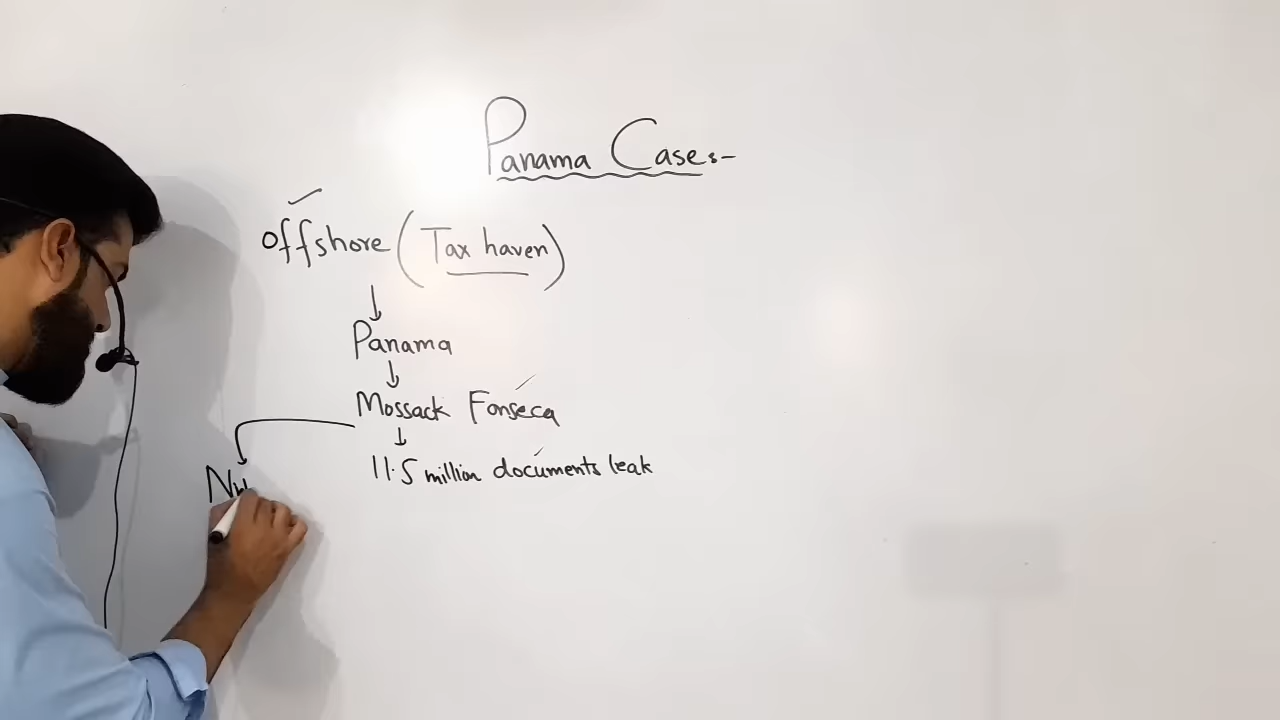 Panama Case:-
offshore (Tax haven)
↓
Panama
↓
Mossack Fonseca
↓
11.5 million documents leak